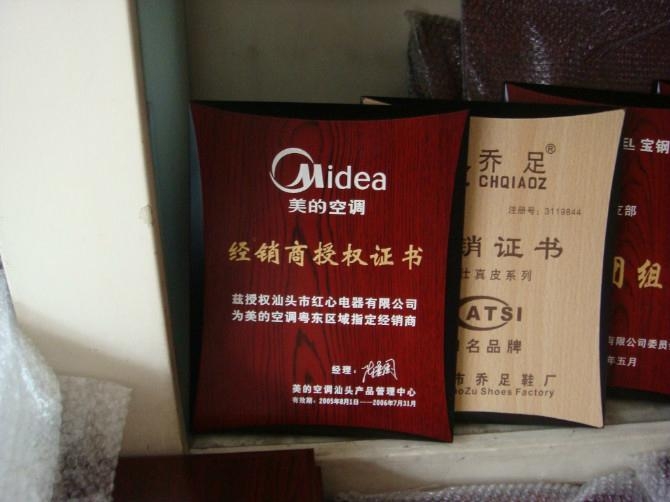 Midea
美的空调
经销商授权证书
兹授权汕头市红心电器有限公司
为美的空调粤东区域指定经销商
经理：
美的空调汕头产品管理中心
有效期：2005年8月1日——2006年7月31日
乔足®
CHQIAOZ
注册号：3119844
销证书
真皮系列
ATSI
名品牌
市乔足鞋厂
oZu Shoes Factory
EL 宝钢
支部
组
有限公司委员
年五月